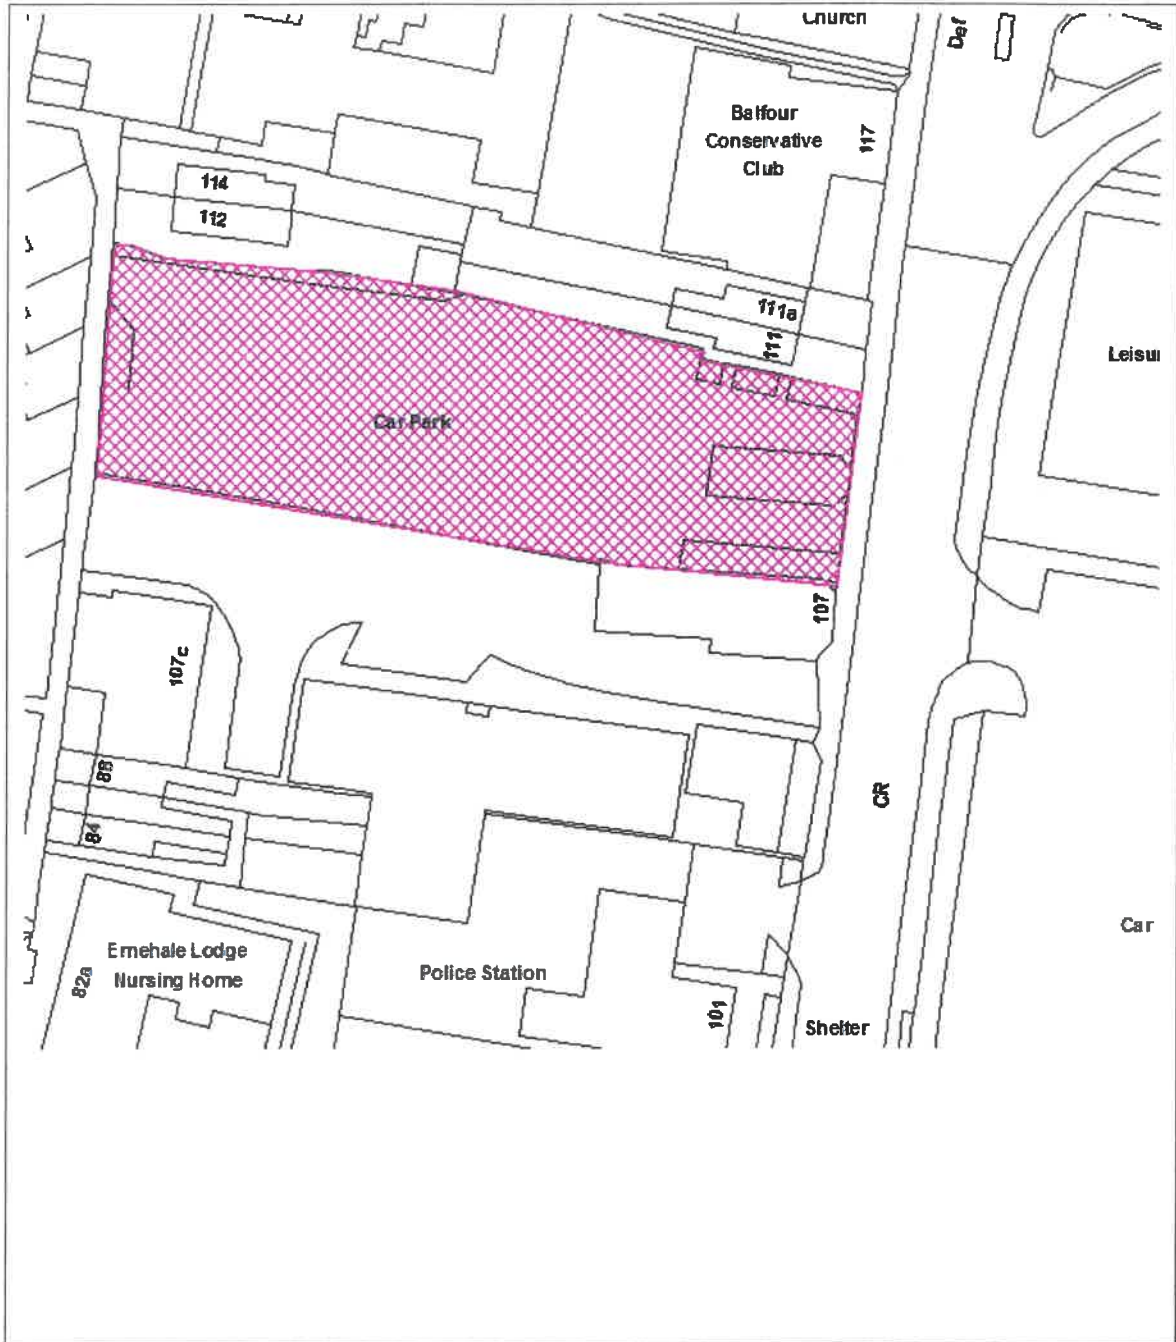 Church
Def
Balfour
Conservative
Club
117
114
112
111a
111
Leisu
Car Park
107
107c
CR
88
84
Ernehale Lodge
Nursing Home
82a
Police Station
101
Shelter
Car